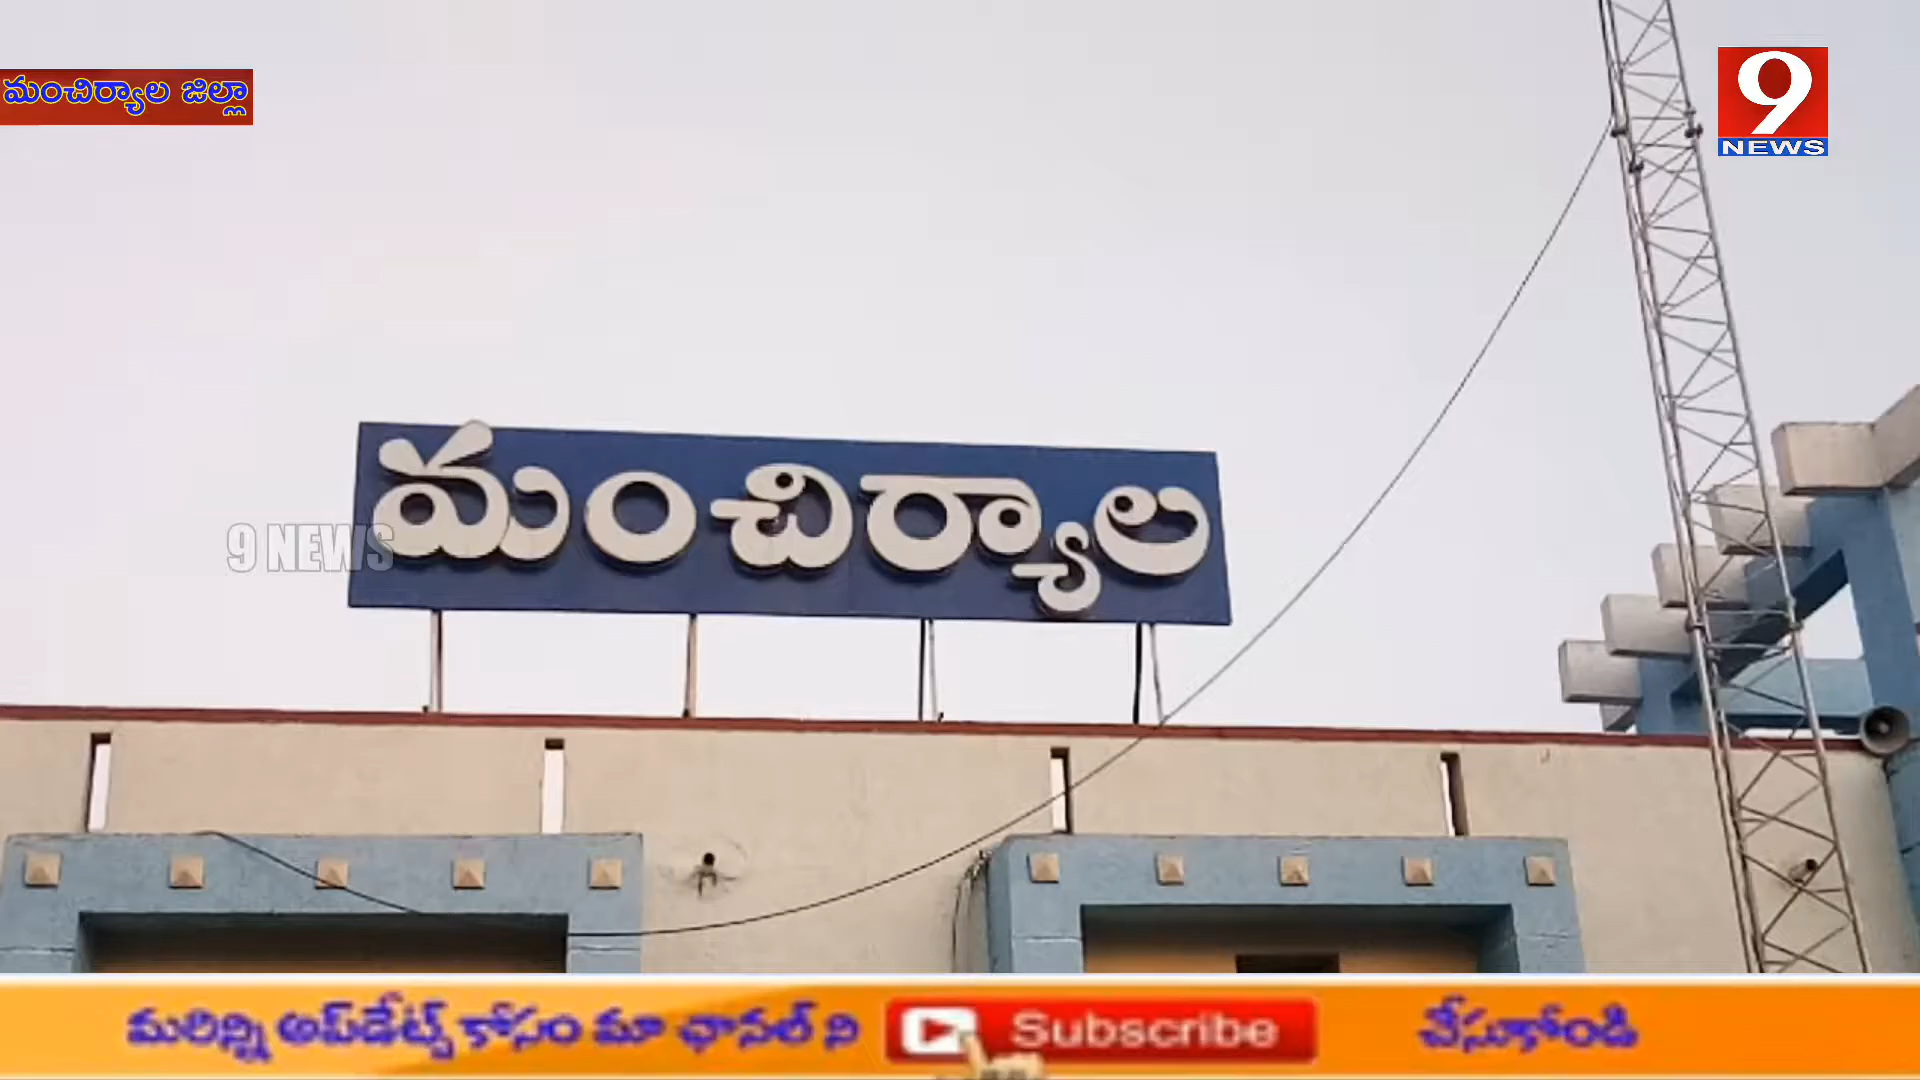 మంచిర్యాల జిల్లా
9
NEWS
మంచిర్యాల
9 NEWS
మరిన్ని అప్‌డేట్స్ కోసం మా ఛానల్ ని Subscribe చేసుకోండి